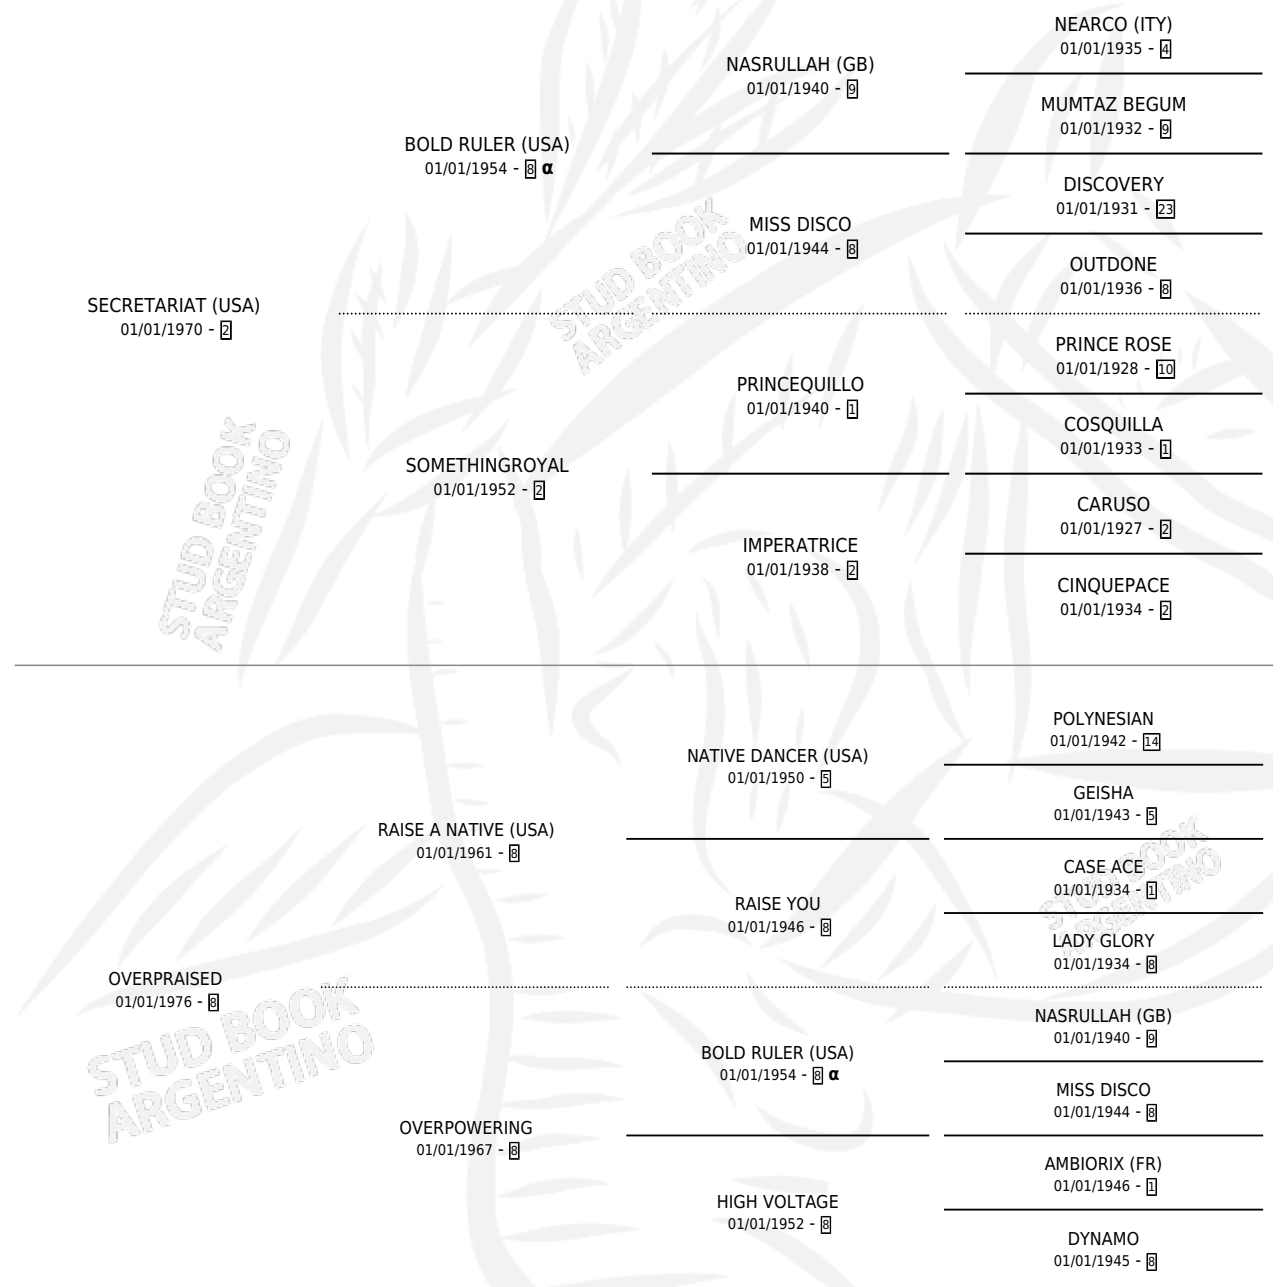 NEARCO (ITY)
01/01/1935 - 4
NASRULLAH (GB)
01/01/1940 - 9
MUMTAZ BEGUM
01/01/1932 - 9
BOLD RULER (USA)
01/01/1954 - 8 α
DISCOVERY
01/01/1931 - 23
MISS DISCO
01/01/1944 - 8
OUTDONE
01/01/1936 - 8
SECRETARIAT (USA)
01/01/1970 - 2
PRINCE ROSE
01/01/1928 - 10
PRINCEQUILLO
01/01/1940 - 1
COSQUILLA
01/01/1933 - 1
SOMETHINGROYAL
01/01/1952 - 2
CARUSO
01/01/1927 - 2
IMPERATRICE
01/01/1938 - 2
CINQUEPACE
01/01/1934 - 2
STUD BOOK
ARGENTINO
STUD BOOK
ARGENTINO
POLYNESIAN
01/01/1942 - 14
NATIVE DANCER (USA)
01/01/1950 - 5
GEISHA
01/01/1943 - 5
RAISE A NATIVE (USA)
01/01/1961 - 8
CASE ACE
01/01/1934 - 1
RAISE YOU
01/01/1946 - 8
LADY GLORY
01/01/1934 - 8
OVERPRAISED
01/01/1976 - 8
NASRULLAH (GB)
01/01/1940 - 9
BOLD RULER (USA)
01/01/1954 - 8 α
MISS DISCO
01/01/1944 - 8
OVERPOWERING
01/01/1967 - 8
AMBIORIX (FR)
01/01/1946 - 1
HIGH VOLTAGE
01/01/1952 - 8
DYNAMO
01/01/1945 - 8
STUD BOOK
ARGENTINO
STUD BOOK
ARGENTINO